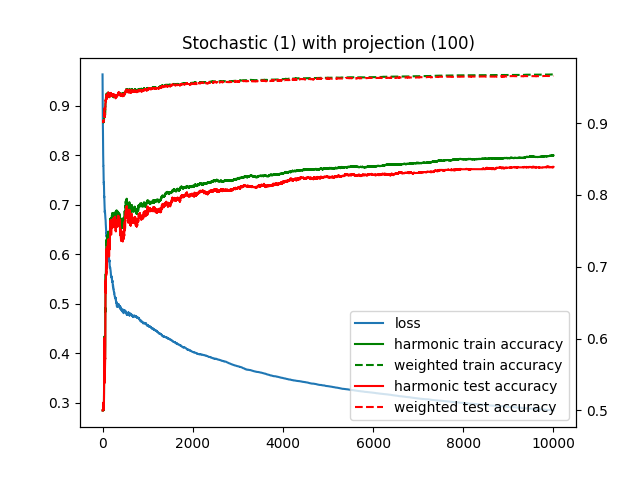 Stochastic (1) with projection (100)
0.9
0.8
0.7
0.6
0.5
0.4
0.3
0.9
0.8
0.7
0.6
0.5
loss
harmonic train accuracy
weighted train accuracy
harmonic test accuracy
weighted test accuracy
0 2000 4000 6000 8000 10000